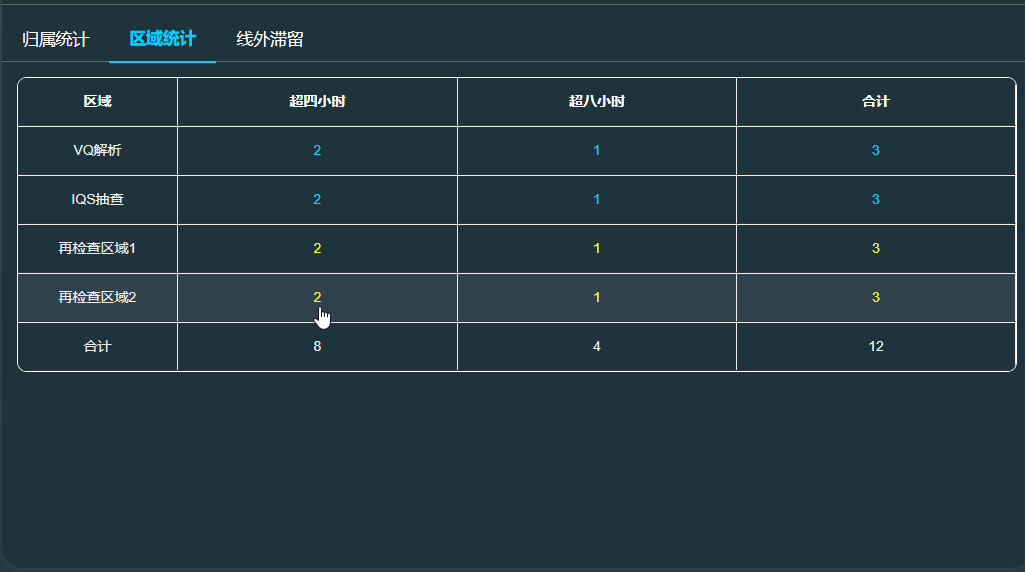 归属统计 区域统计 线外滞留
区域 超四小时 超八小时 合计
VQ解析 2 1 3
IQS抽查 2 1 3
再检查区域1 2 1 3
再检查区域2 2 1 3
合计 8 4 12